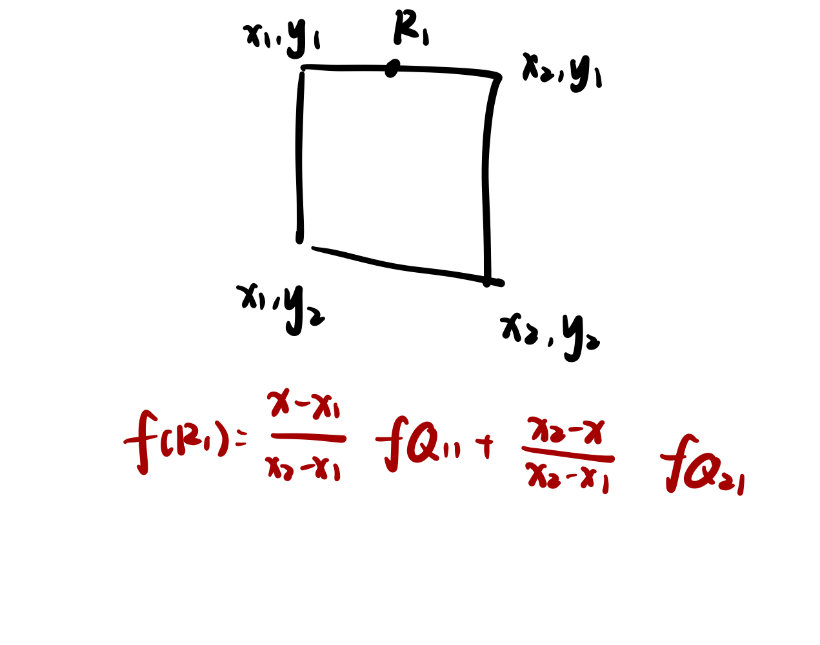 x₁,y₁ R₁ x₂,y₁
x₁,y₂ x₂,y₂
f(R₁)= (x-x₁)/(x₂-x₁) fQ₁₁ + (x₂-x)/(x₂-x₁) fQ₂₁